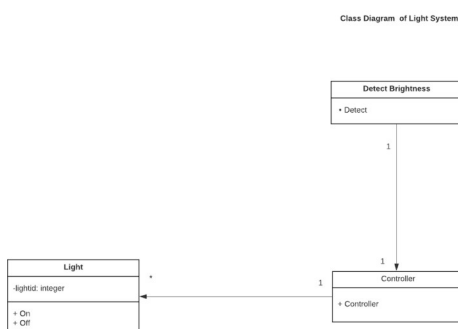 Class Diagram of Light System
Detect Brightness
• Detect
1
1
Controller
+ Controller
1
*
Light
-lightid: integer
+ On
+ Off